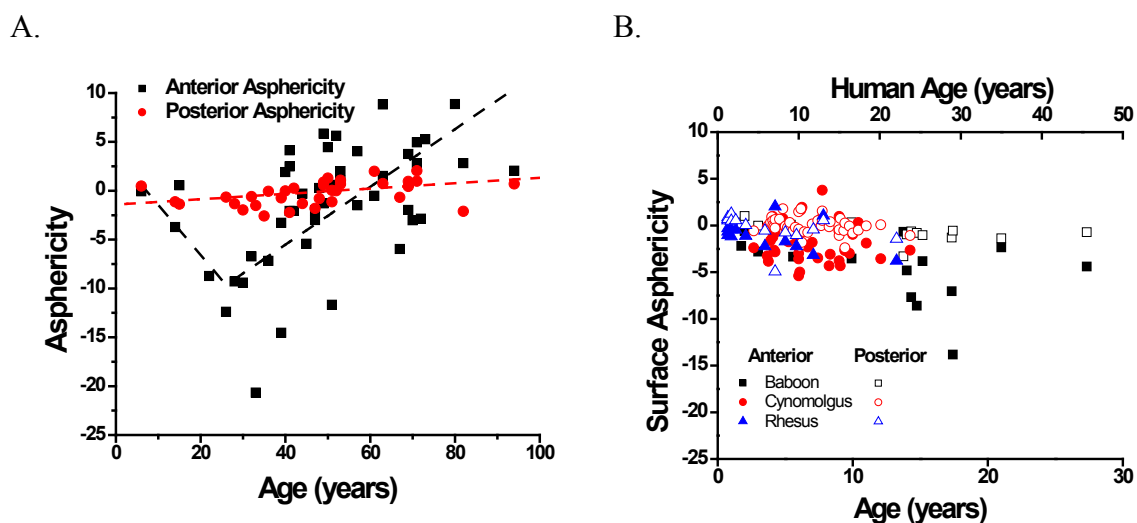 A.
B.
Anterior Asphericity
Posterior Asphericity
10
5
0
-5
-10
-15
-20
-25
Asphericity
0 20 40 60 80 100
Age (years)
Human Age (years)
0 10 20 30 40 50
10
5
0
-5
-10
-15
-20
-25
Surface Asphericity
Anterior Posterior
Baboon
Cynomolgus
Rhesus
0 10 20 30
Age (years)